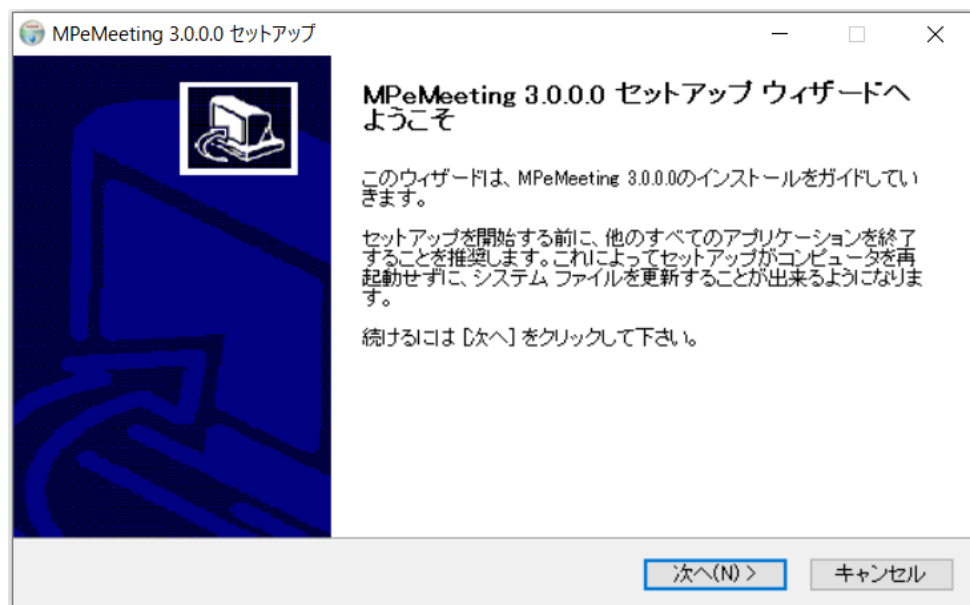 MPeMeeting 3.0.0.0 セットアップ
MPeMeeting 3.0.0.0 セットアップ ウィザードへ
ようこそ
このウィザードは、MPeMeeting 3.0.0.0のインストールをガイドしてい
きます。
セットアップを開始する前に、他のすべてのアプリケーションを終了
することを推奨します。これによってセットアップがコンピュータを再
起動せずに、システム ファイルを更新することが出来るようになりま
す。
続けるには [次へ] をクリックして下さい。
次へ(N) >
キャンセル